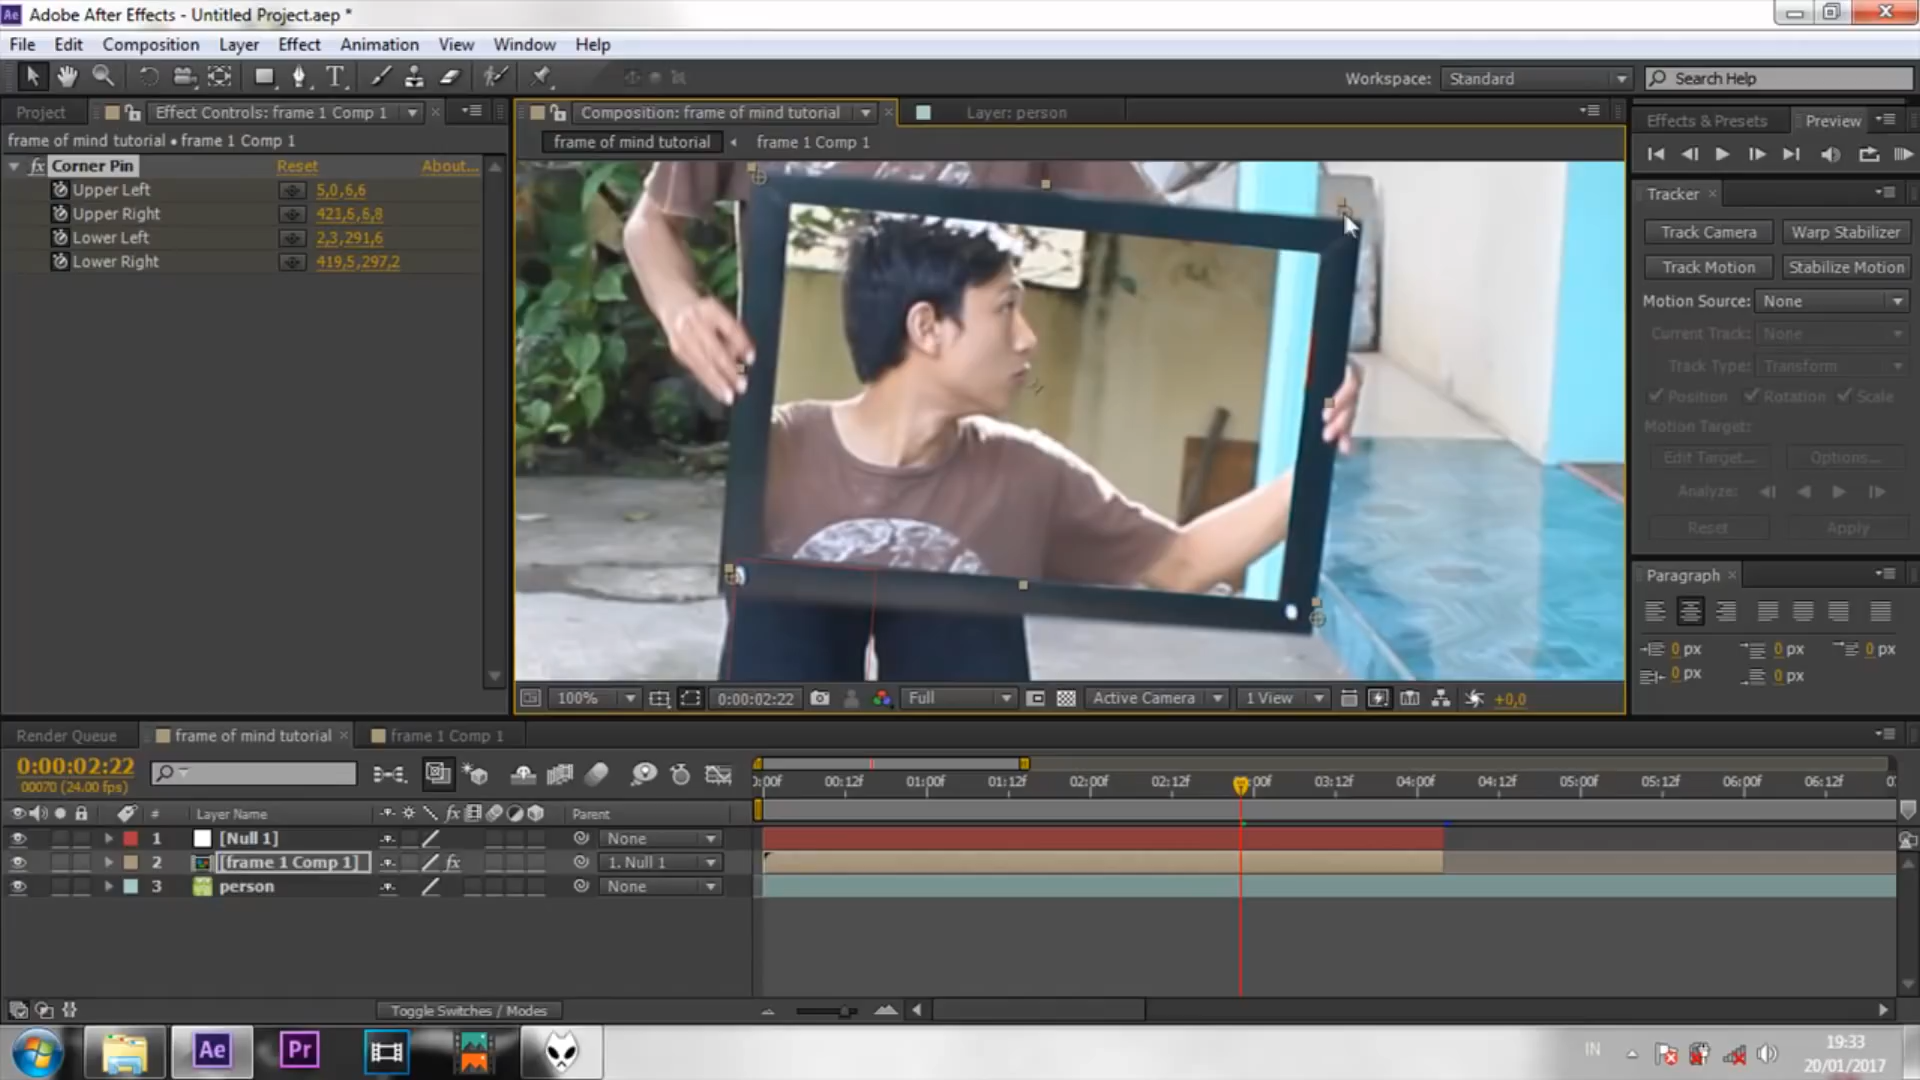 Adobe After Effects - Untitled Project.aep *
File Edit Composition Layer Effect Animation View Window Help
Workspace: Standard Search Help
Project Effect Controls: frame 1 Comp 1
frame of mind tutorial • frame 1 Comp 1
fx Corner Pin Reset About...
Upper Left 5,0,6,6
Upper Right 421,6,6,8
Lower Left 2,3,291,6
Lower Right 419,5,297,2
Composition: frame of mind tutorial Layer: person
frame of mind tutorial frame 1 Comp 1
100% 0:00:02:22 Full Active Camera 1 View +0,0
Effects & Presets Preview
Tracker
Track Camera Warp Stabilizer
Track Motion Stabilize Motion
Motion Source: None
Current Track: None
Track Type: Transform
Position Rotation Scale
Motion Target:
Edit Target... Options...
Analyze:
Reset Apply
Paragraph
0 px 0 px 0 px
0 px 0 px
Render Queue frame of mind tutorial frame 1 Comp 1
0:00:02:22
00070 (24.00 fps)
00f 00:12f 01:00f 01:12f 02:00f 02:12f 00f 03:12f 04:00f 04:12f 05:00f 05:12f 06:00f 06:12f
# Layer Name fx Parent
1 [Null 1] None
2 [frame 1 Comp 1] fx 1. Null 1
3 person None
Toggle Switches / Modes
Ae Pr IN
19:33
20/01/2017